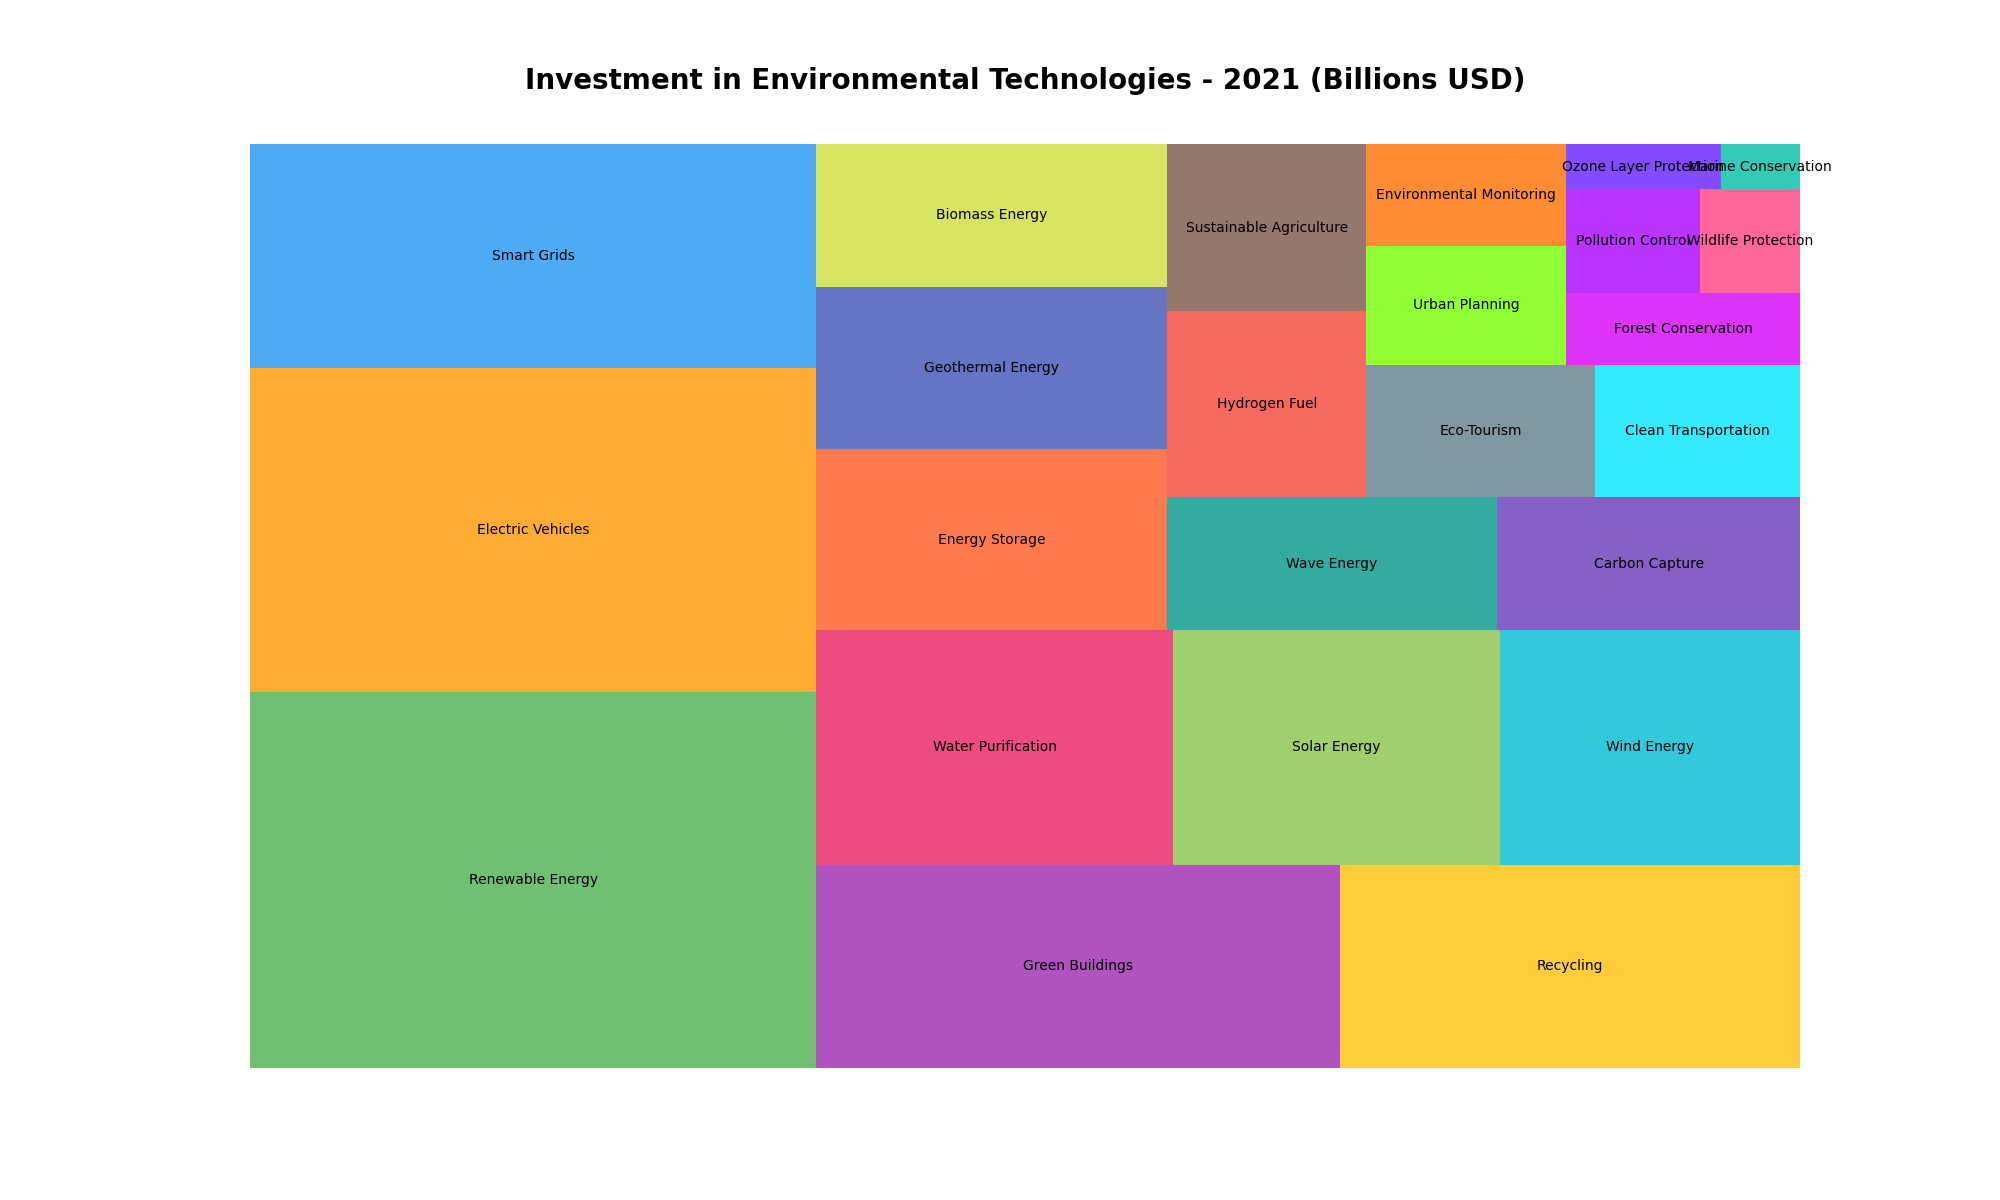 Investment in Environmental Technologies - 2021 (Billions USD)
Smart Grids
Electric Vehicles
Renewable Energy
Biomass Energy
Geothermal Energy
Energy Storage
Water Purification
Green Buildings
Sustainable Agriculture
Hydrogen Fuel
Wave Energy
Solar Energy
Environmental Monitoring
Urban Planning
Eco-Tourism
Carbon Capture
Wind Energy
Recycling
Ozone Layer Protection
Marine Conservation
Pollution Control
Wildlife Protection
Forest Conservation
Clean Transportation